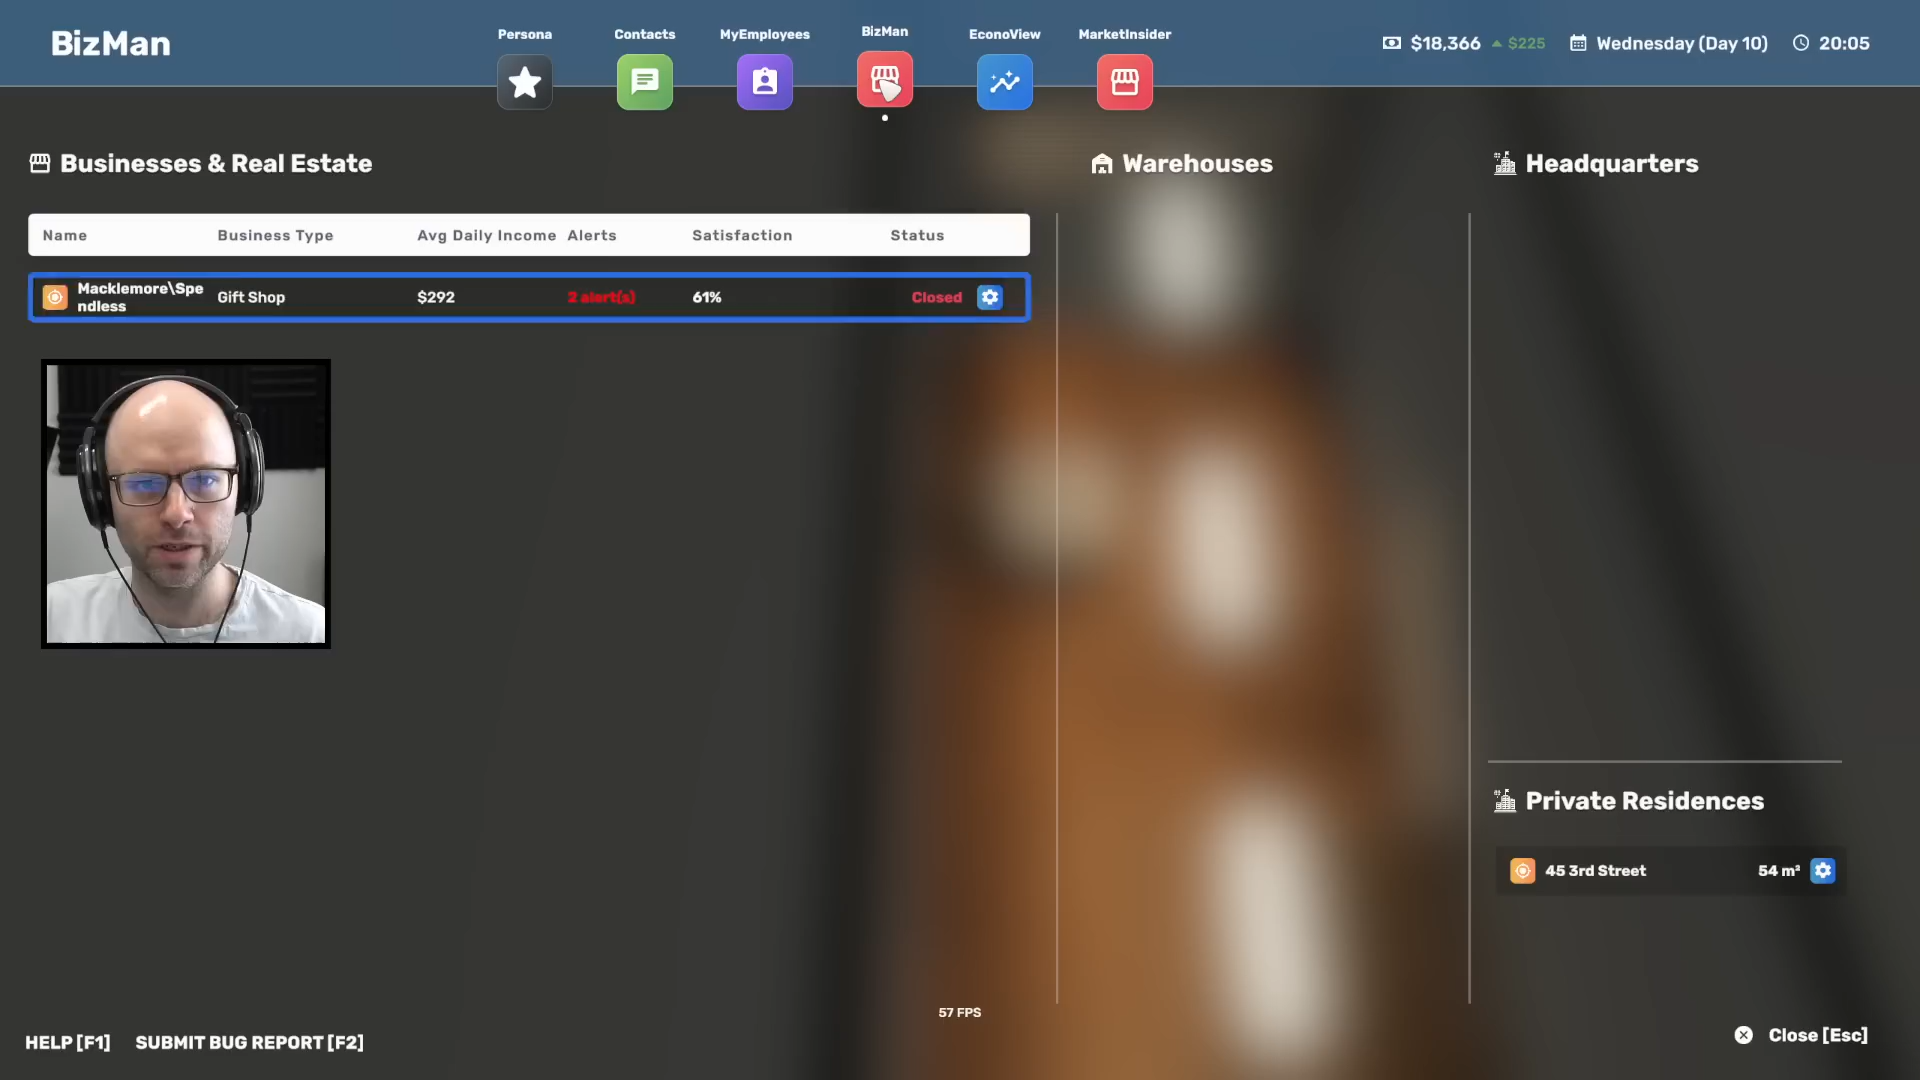 BizMan
Persona
Contacts
MyEmployees
BizMan
EconoView
MarketInsider
$18,366 $225
Wednesday (Day 10)
20:05
Businesses & Real Estate
Name Business Type Avg Daily Income Alerts Satisfaction Status
Macklemore\Spe
ndless
Gift Shop $292 2 alert(s) 61% Closed
Warehouses
Headquarters
Private Residences
45 3rd Street 54 m²
57 FPS
HELP [F1] SUBMIT BUG REPORT [F2]
Close [Esc]